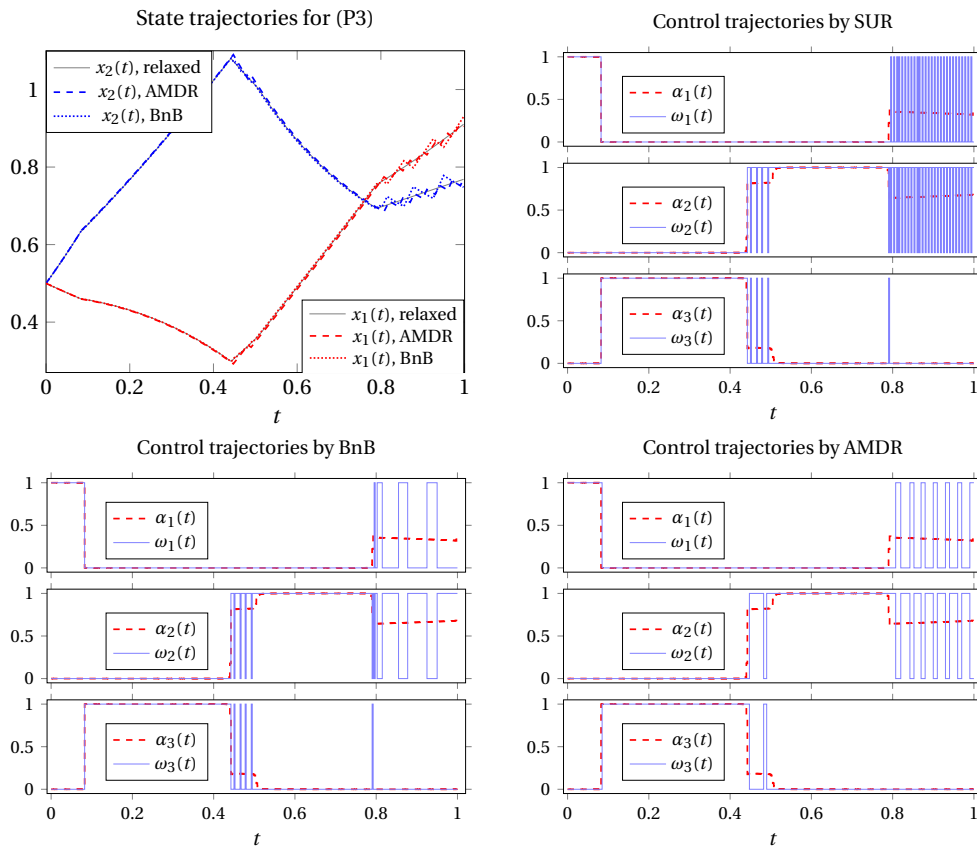 State trajectories for (P3)
x₂(t), relaxed
x₂(t), AMDR
x₂(t), BnB
x₁(t), relaxed
x₁(t), AMDR
x₁(t), BnB
1
0.8
0.6
0.4
0 0.2 0.4 0.6 0.8 1
t
Control trajectories by SUR
1
0.5
0
α₁(t)
ω₁(t)
1
0.5
0
α₂(t)
ω₂(t)
1
0.5
0
α₃(t)
ω₃(t)
0 0.2 0.4 0.6 0.8 1
t
Control trajectories by BnB
1
0.5
0
α₁(t)
ω₁(t)
1
0.5
0
α₂(t)
ω₂(t)
1
0.5
0
α₃(t)
ω₃(t)
0 0.2 0.4 0.6 0.8 1
t
Control trajectories by AMDR
1
0.5
0
α₁(t)
ω₁(t)
1
0.5
0
α₂(t)
ω₂(t)
1
0.5
0
α₃(t)
ω₃(t)
0 0.2 0.4 0.6 0.8 1
t